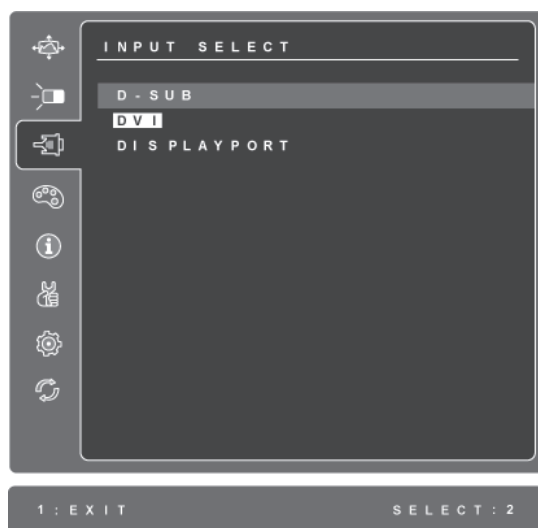 INPUT SELECT
D-SUB
DVI
DISPLAYPORT
1:EXIT SELECT:2